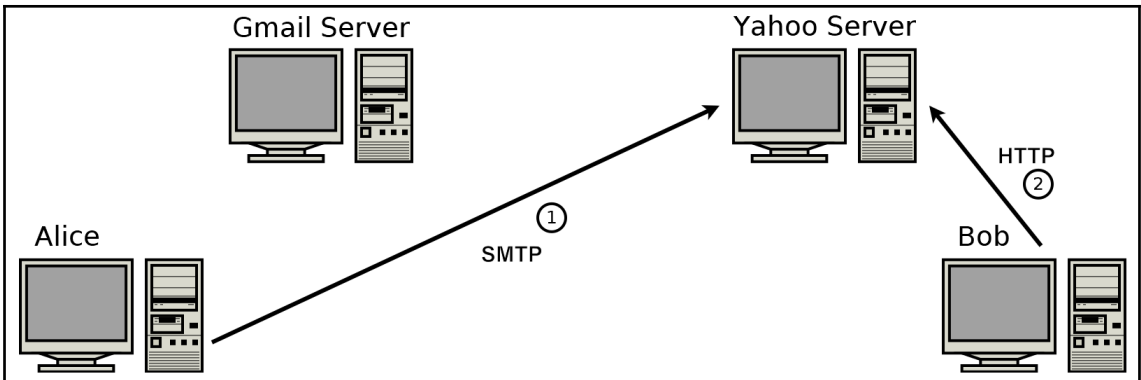 Gmail Server
Yahoo Server
HTTP
2
1
Alice
Bob
SMTP